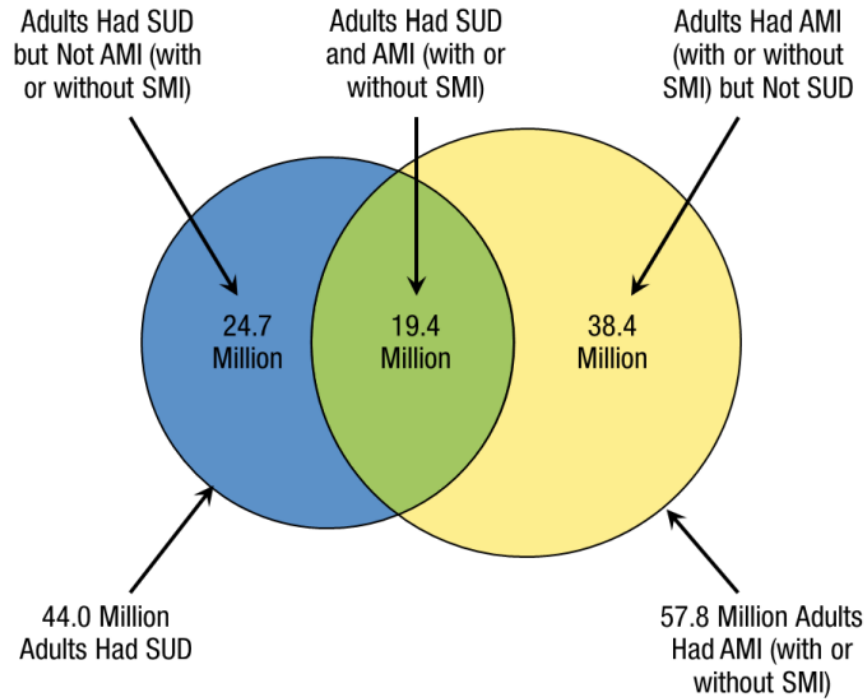 Adults Had SUD
but Not AMI (with
or without SMI)
Adults Had SUD
and AMI (with or
without SMI)
Adults Had AMI
(with or without
SMI) but Not SUD
24.7
Million
19.4
Million
38.4
Million
44.0 Million
Adults Had SUD
57.8 Million Adults
Had AMI (with or
without SMI)